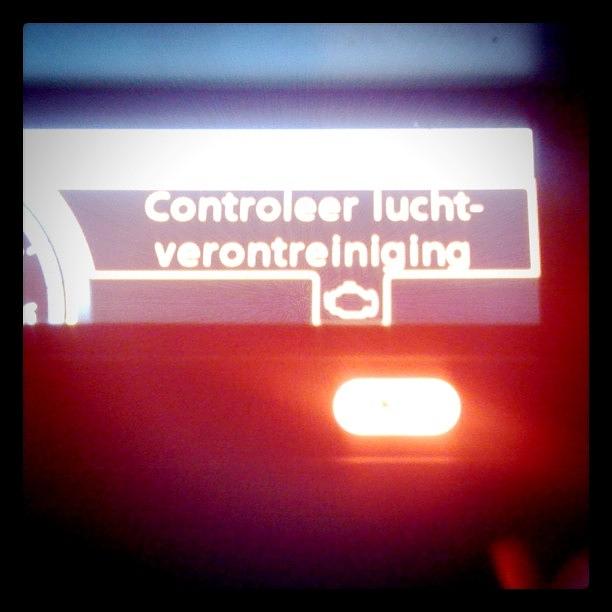 Controleer lucht-
verontreiniging